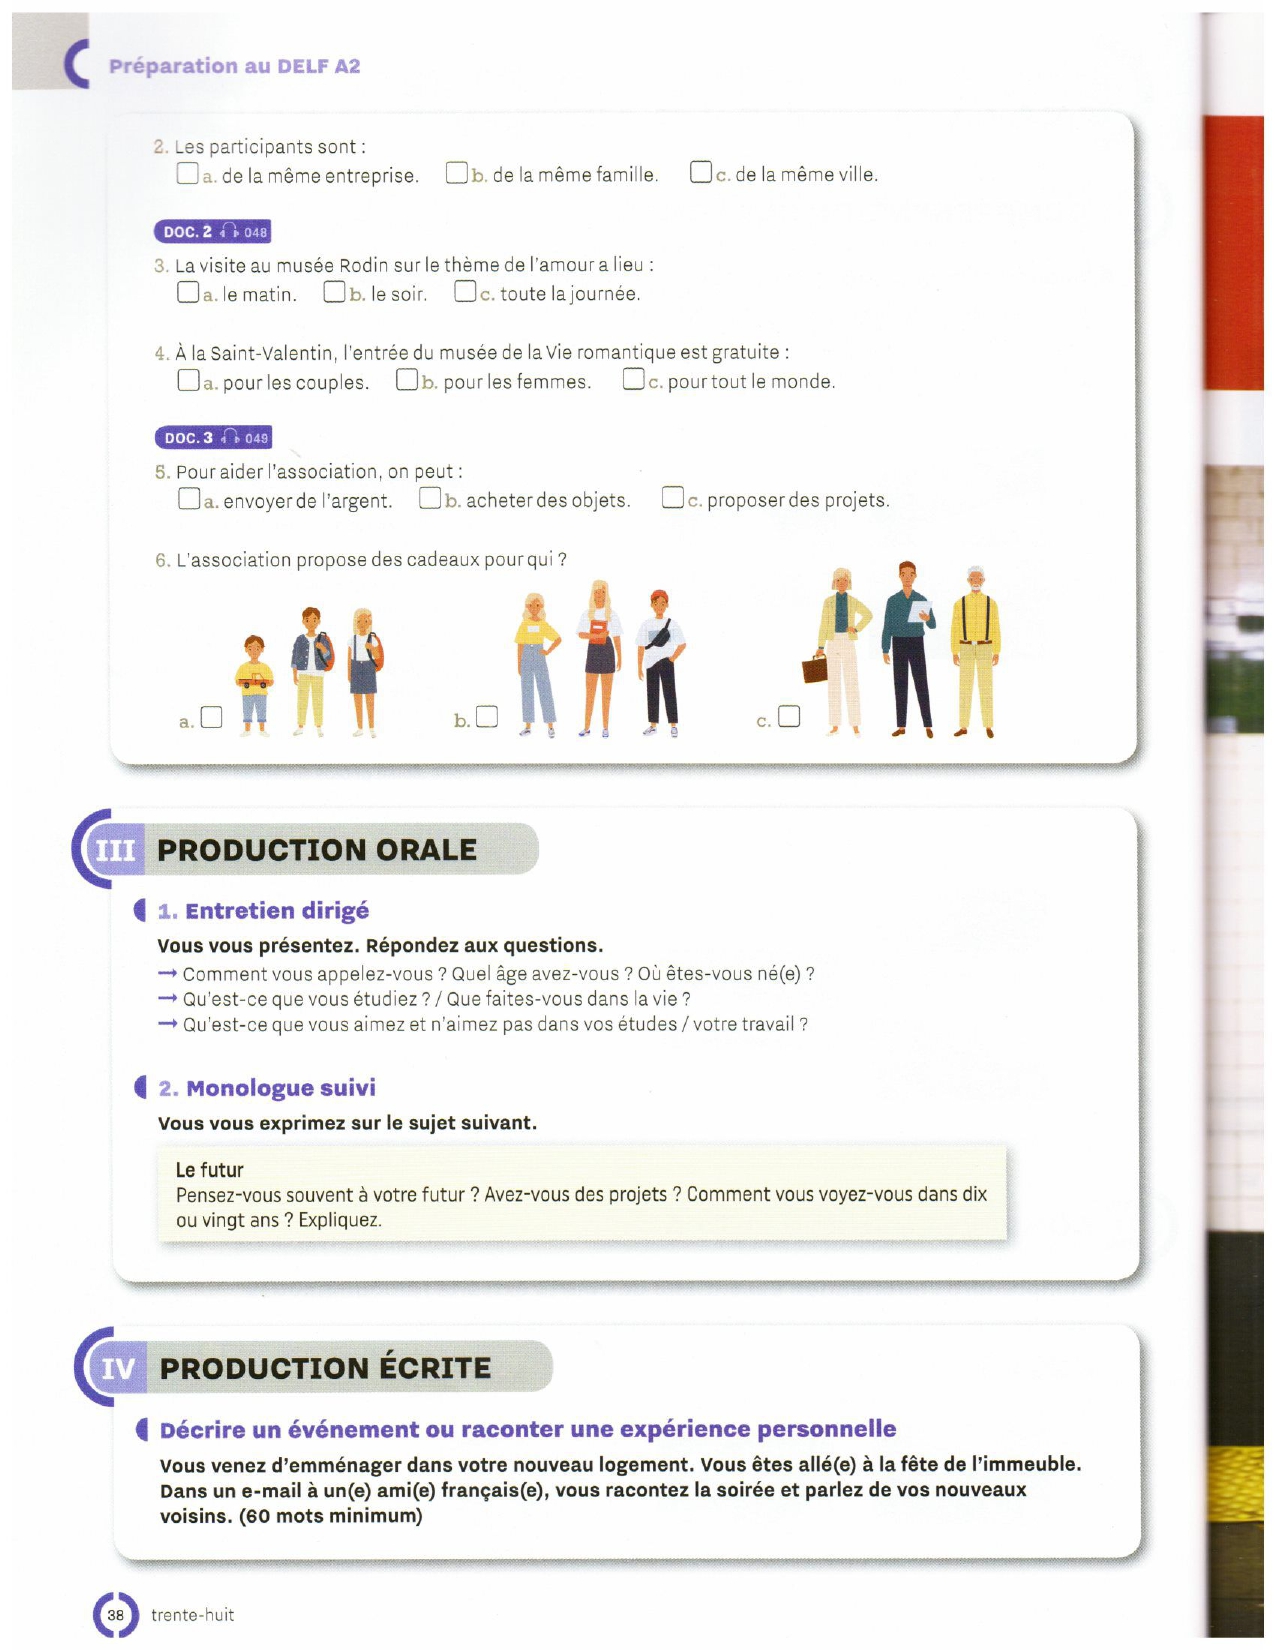 Préparation au DELF A2
2. Les participants sont :
a. de la même entreprise. b. de la même famille. c. de la même ville.
DOC. 2 048
3. La visite au musée Rodin sur le thème de l'amour a lieu :
a. le matin. b. le soir. c. toute la journée.
4. À la Saint-Valentin, l'entrée du musée de la Vie romantique est gratuite :
a. pour les couples. b. pour les femmes. c. pour tout le monde.
DOC. 3 049
5. Pour aider l'association, on peut :
a. envoyer de l'argent. b. acheter des objets. c. proposer des projets.
6. L'association propose des cadeaux pour qui ?
a. b. c.
III PRODUCTION ORALE
1. Entretien dirigé
Vous vous présentez. Répondez aux questions.
→ Comment vous appelez-vous ? Quel âge avez-vous ? Où êtes-vous né(e) ?
→ Qu'est-ce que vous étudiez ? / Que faites-vous dans la vie ?
→ Qu'est-ce que vous aimez et n'aimez pas dans vos études / votre travail ?
2. Monologue suivi
Vous vous exprimez sur le sujet suivant.
Le futur
Pensez-vous souvent à votre futur ? Avez-vous des projets ? Comment vous voyez-vous dans dix
ou vingt ans ? Expliquez.
IV PRODUCTION ÉCRITE
Décrire un événement ou raconter une expérience personnelle
Vous venez d'emménager dans votre nouveau logement. Vous êtes allé(e) à la fête de l'immeuble.
Dans un e-mail à un(e) ami(e) français(e), vous racontez la soirée et parlez de vos nouveaux
voisins. (60 mots minimum)
38 trente-huit